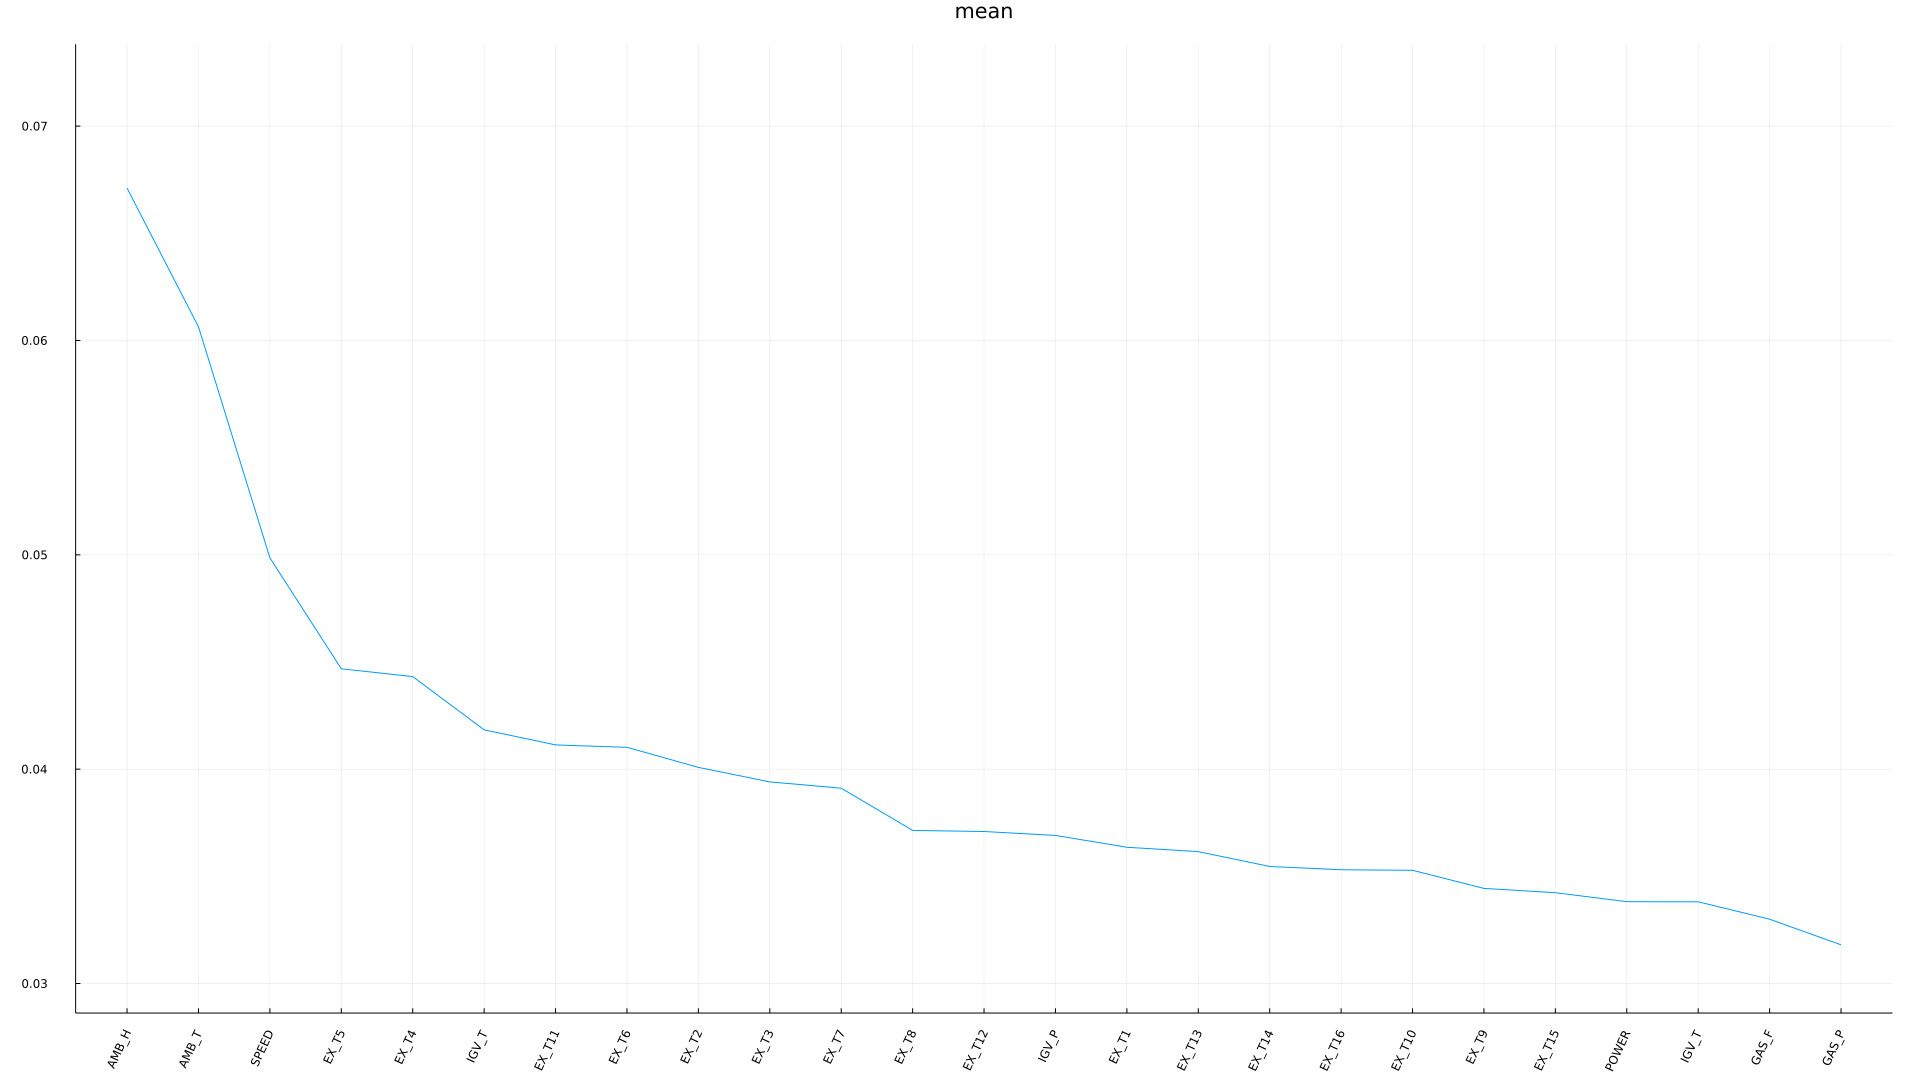 mean
0.07
0.06
0.05
0.04
0.03
AMB_H
AMB_T
SPEED
EX_T5
EX_T4
IGV_T
EX_T11
EX_T6
EX_T2
EX_T3
EX_T7
EX_T8
EX_T12
IGV_P
EX_T1
EX_T13
EX_T14
EX_T16
EX_T10
EX_T9
EX_T15
POWER
IGV_T
GAS_F
GAS_P